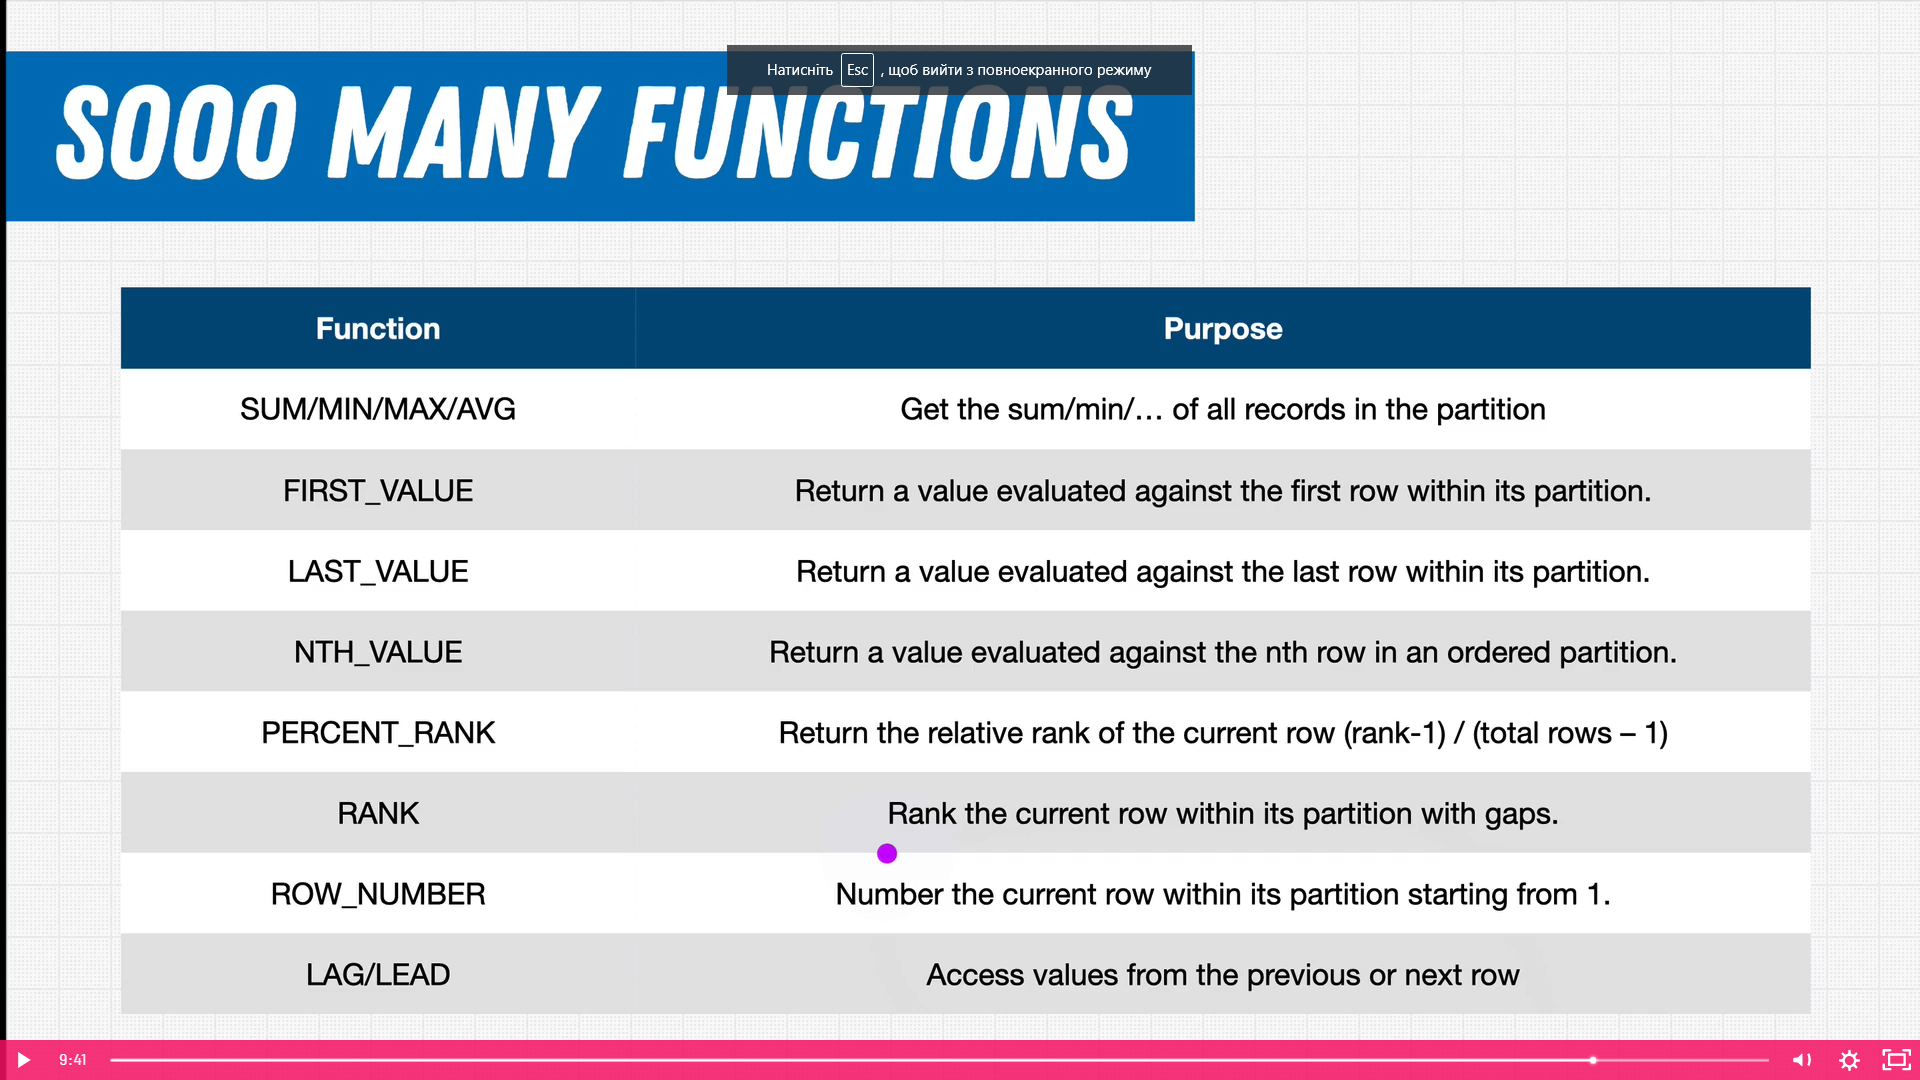 Натисніть Esc , щоб вийти з повноекранного режиму
SOOO MANY FUNCTIONS
Function Purpose
SUM/MIN/MAX/AVG Get the sum/min/… of all records in the partition
FIRST_VALUE Return a value evaluated against the first row within its partition.
LAST_VALUE Return a value evaluated against the last row within its partition.
NTH_VALUE Return a value evaluated against the nth row in an ordered partition.
PERCENT_RANK Return the relative rank of the current row (rank-1) / (total rows – 1)
RANK Rank the current row within its partition with gaps.
ROW_NUMBER Number the current row within its partition starting from 1.
LAG/LEAD Access values from the previous or next row
9:41